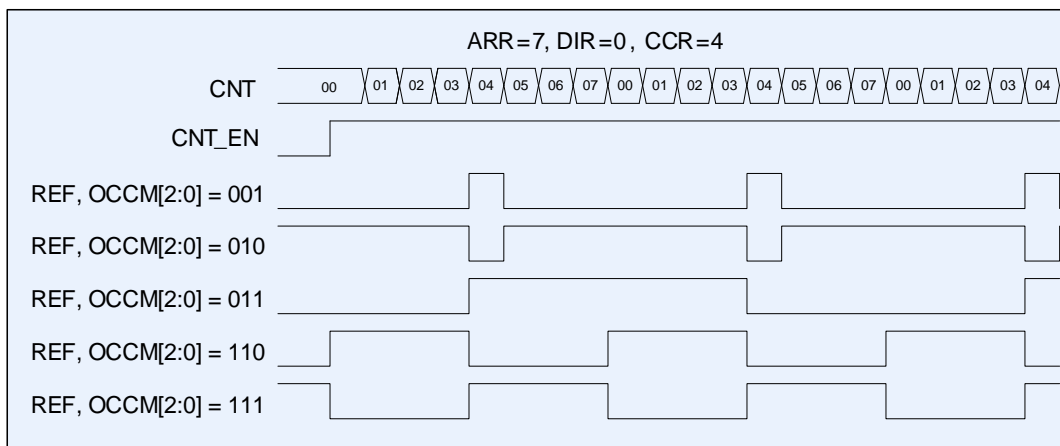 ARR=7, DIR=0, CCR=4
CNT 00 01 02 03 04 05 06 07 00 01 02 03 04 05 06 07 00 01 02 03 04
CNT_EN
REF, OCCM[2:0] = 001
REF, OCCM[2:0] = 010
REF, OCCM[2:0] = 011
REF, OCCM[2:0] = 110
REF, OCCM[2:0] = 111